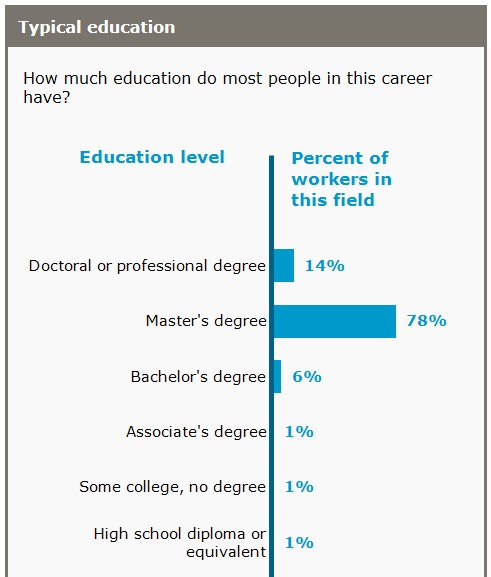 Typical education
How much education do most people in this career
have?
Education level
Percent of
workers in
this field
Doctoral or professional degree 14%
Master's degree 78%
Bachelor's degree 6%
Associate's degree 1%
Some college, no degree 1%
High school diploma or
equivalent 1%